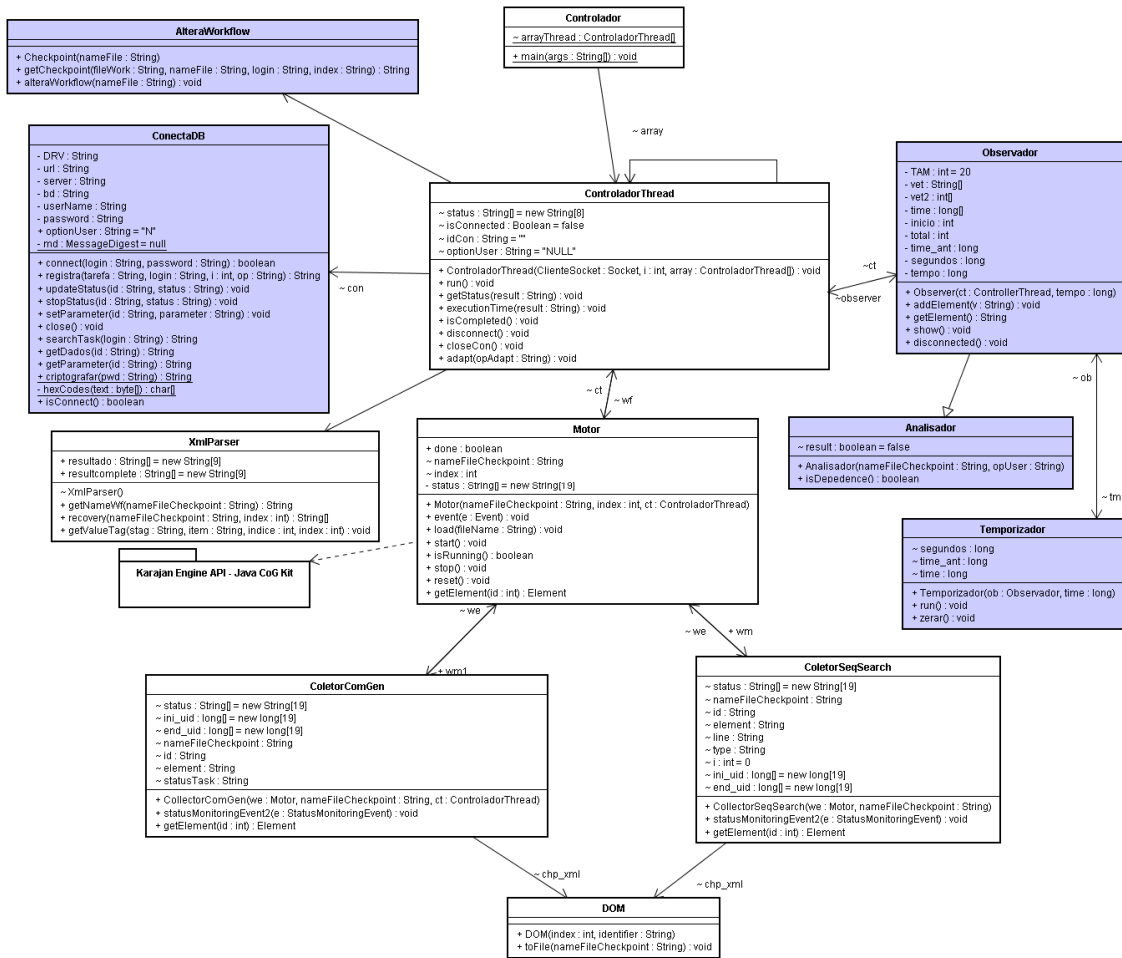 Controlador
~ arrayThread : ControladorThread[]
+ main(args : String[]) : void
AlteraWorkflow
+ Checkpoint(nameFile : String)
+ getCheckpoint(fileWork : String, nameFile : String, login : String, index : String) : String
+ alteraWorkflow(nameFile : String) : void
~ array
ConectaDB
- DRV : String
- url : String
- server : String
- bd : String
- userName : String
- password : String
+ optionUser : String = "N"
- md : MessageDigest = null
+ connect(login : String, password : String) : boolean
+ registra(tarefa : String, login : String, i : int, op : String) : String
+ updateStatus(id : String, status : String) : void
+ stopStatus(id : String, status : String) : void
+ setParameter(id : String, parameter : String) : void
+ close() : void
+ searchTask(login : String) : String
+ getDados(id : String) : String
+ getParameter(id : String) : String
+ criptografar(pwd : String) : String
- hexCodes(text : byte[]) : char[]
+ isConnect() : boolean
~ con
ControladorThread
~ status : String[] = new String[8]
~ isConnected : Boolean = false
~ idCon : String = ""
~ optionUser : String = "NULL"
+ ControladorThread(ClienteSocket : Socket, i : int, array : ControladorThread[]) : void
+ run() : void
+ getStatus(result : String) : void
+ executionTime(result : String) : void
+ isCompleted() : void
+ disconnect() : void
+ closeCon() : void
+ adapt(opAdapt : String) : void
~ct
~observer
Observador
- TAM : int = 20
- vet : String[]
- vet2 : int[]
- time : long[]
- inicio : int
- total : int
- time_ant : long
- segundos : long
- tempo : long
+ Observer(ct : ControllerThread, tempo : long)
+ addElement(v : String) : void
+ getElement() : String
+ show() : void
+ disconnected() : void
~ ob
~ tm
~ ct
~ wf
Analisador
~ result : boolean = false
+ Analisador(nameFileCheckpoint : String, opUser : String)
+ isDepedence() : boolean
XmlParser
+ resultado : String[] = new String[9]
+ resultcomplete : String[] = new String[9]
~ XmlParser()
+ getNameWf(nameFileCheckpoint : String) : String
+ recovery(nameFileCheckpoint : String, index : int) : String[]
+ getValueTag(stag : String, item : String, indice : int, index : int) : void
Motor
+ done : boolean
~ nameFileCheckpoint : String
~ index : int
- status : String[] = new String[19]
+ Motor(nameFileCheckpoint : String, index : int, ct : ControladorThread)
+ event(e : Event) : void
+ load(fileName : String) : void
+ start() : void
+ isRunning() : boolean
+ stop() : void
+ reset() : void
+ getElement(id : int) : Element
Temporizador
~ segundos : long
~ time_ant : long
~ time : long
+ Temporizador(ob : Observador, time : long)
+ run() : void
+ zerar() : void
Karajan Engine API - Java CoG Kit
~ we
+ wm1
~ we
+ wm
ColetorComGen
~ status : String[] = new String[19]
~ ini_uid : long[] = new long[19]
~ end_uid : long[] = new long[19]
~ nameFileCheckpoint : String
~ id : String
~ element : String
~ statusTask : String
+ CollectorComGen(we : Motor, nameFileCheckpoint : String, ct : ControladorThread)
+ statusMonitoringEvent2(e : StatusMonitoringEvent) : void
+ getElement(id : int) : Element
ColetorSeqSearch
~ status : String[] = new String[19]
~ nameFileCheckpoint : String
~ id : String
~ element : String
~ line : String
~ type : String
~ i : int = 0
~ ini_uid : long[] = new long[19]
~ end_uid : long[] = new long[19]
+ CollectorSeqSearch(we : Motor, nameFileCheckpoint : String)
+ statusMonitoringEvent2(e : StatusMonitoringEvent) : void
+ getElement(id : int) : Element
~ chp_xml
~ chp_xml
DOM
+ DOM(index : int, identifier : String)
+ toFile(nameFileCheckpoint : String) : void